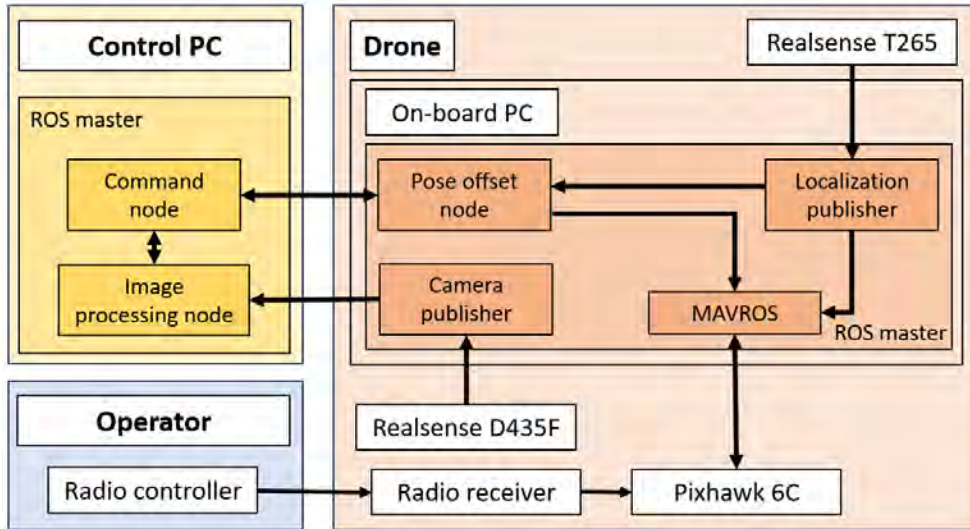 Control PC
ROS master
Command
node
Image
processing node
Operator
Radio controller
Drone
Realsense T265
On-board PC
Pose offset
node
Localization
publisher
Camera
publisher
MAVROS
ROS master
Realsense D435F
Radio receiver
Pixhawk 6C